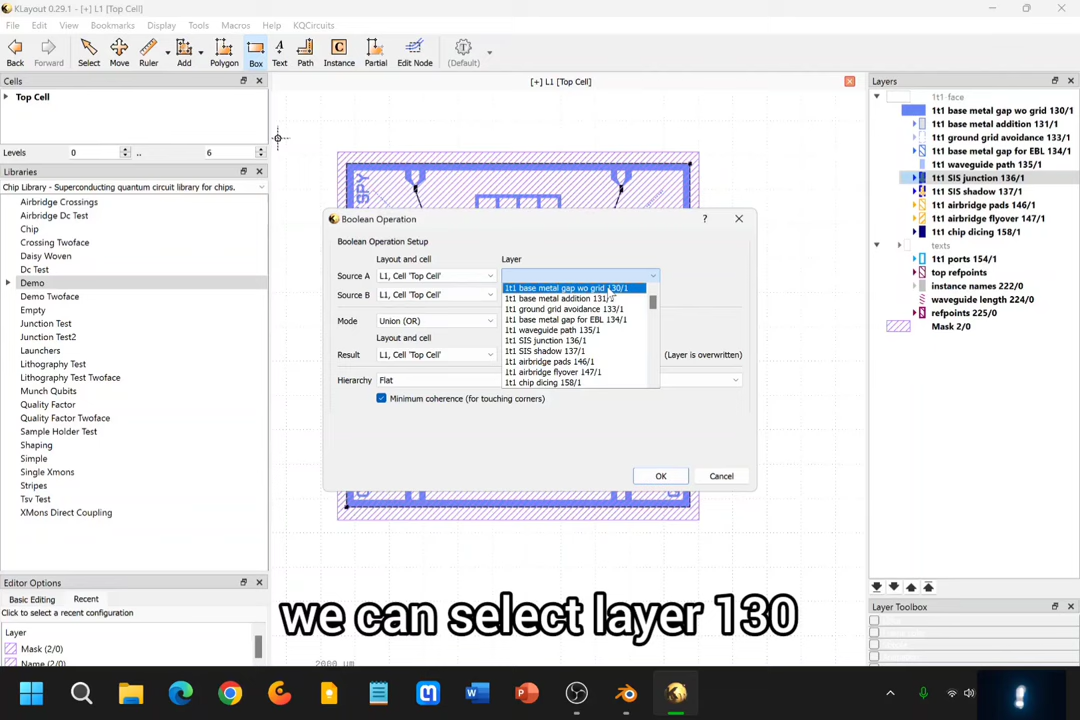 KLayout 0.29.1 - [+] L1 [Top Cell]
File Edit View Bookmarks Display Tools Macros Help KQCircuits
Back Forward Select Move Ruler Add Polygon Box Text Path Instance Partial Edit Node (Default)
Cells
Top Cell
Levels 0 .. 6
Libraries
Chip Library - Superconducting quantum circuit library for chips.
Airbridge Crossings
Airbridge Dc Test
Chip
Crossing Twoface
Daisy Woven
Dc Test
Demo
Demo Twoface
Empty
Junction Test
Junction Test2
Launchers
Lithography Test
Lithography Test Twoface
Munch Qubits
Quality Factor
Quality Factor Twoface
Sample Holder Test
Shaping
Simple
Single Xmons
Stripes
Tsv Test
XMons Direct Coupling
Editor Options
Basic Editing Recent
Click to select a recent configuration
Layer
Mask (2/0)
Name (2/0)
[+] L1 [Top Cell]
Boolean Operation
?
Boolean Operation Setup
Layout and cell Layer
Source A L1, Cell 'Top Cell'
Source B L1, Cell 'Top Cell'
Mode Union (OR)
Layout and cell
Result L1, Cell 'Top Cell' (Layer is overwritten)
Hierarchy Flat
Minimum coherence (for touching corners)
1t1 base metal gap wo grid 130/1
1t1 base metal addition 131/1
1t1 ground grid avoidance 133/1
1t1 base metal gap for EBL 134/1
1t1 waveguide path 135/1
1t1 SIS junction 136/1
1t1 SIS shadow 137/1
1t1 airbridge pads 146/1
1t1 airbridge flyover 147/1
1t1 chip dicing 158/1
OK Cancel
Layers
1t1-face
1t1 base metal gap wo grid 130/1
1t1 base metal addition 131/1
1t1 ground grid avoidance 133/1
1t1 base metal gap for EBL 134/1
1t1 waveguide path 135/1
1t1 SIS junction 136/1
1t1 SIS shadow 137/1
1t1 airbridge pads 146/1
1t1 airbridge flyover 147/1
1t1 chip dicing 158/1
texts
1t1 ports 154/1
top refpoints
instance names 222/0
waveguide length 224/0
refpoints 225/0
Mask 2/0
Layer Toolbox
we can select layer 130